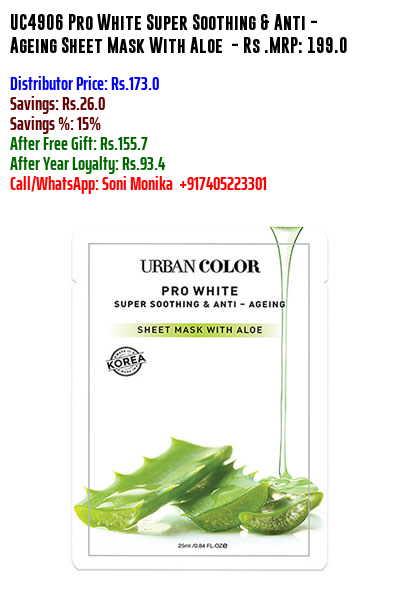 UC4906 Pro White Super Soothing & Anti -
Ageing Sheet Mask With Aloe - Rs .MRP: 199.0
Distributor Price: Rs.173.0
Savings: Rs.26.0
Savings %: 15%
After Free Gift: Rs.155.7
After Year Loyalty: Rs.93.4
Call/WhatsApp: Soni Monika +917405223301
URBAN COLOR
PRO WHITE
SUPER SOOTHING & ANTI - AGEING
SHEET MASK WITH ALOE
KOREA
25ml/0.84 FL.OZe